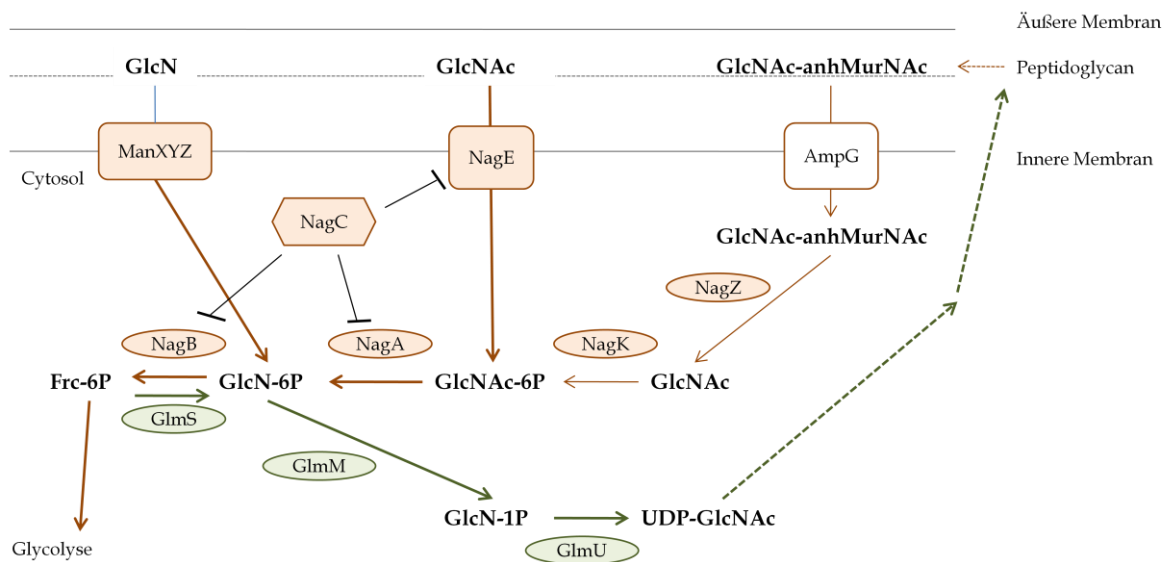 Äußere Membran
GlcN
GlcNAc
GlcNAc-anhMurNAc
Peptidoglycan
ManXYZ
NagE
AmpG
Innere Membran
Cytosol
NagC
GlcNAc-anhMurNAc
NagZ
NagB
NagA
NagK
Frc-6P
GlcN-6P
GlcNAc-6P
GlcNAc
GlmS
GlmM
GlcN-1P
UDP-GlcNAc
Glycolyse
GlmU